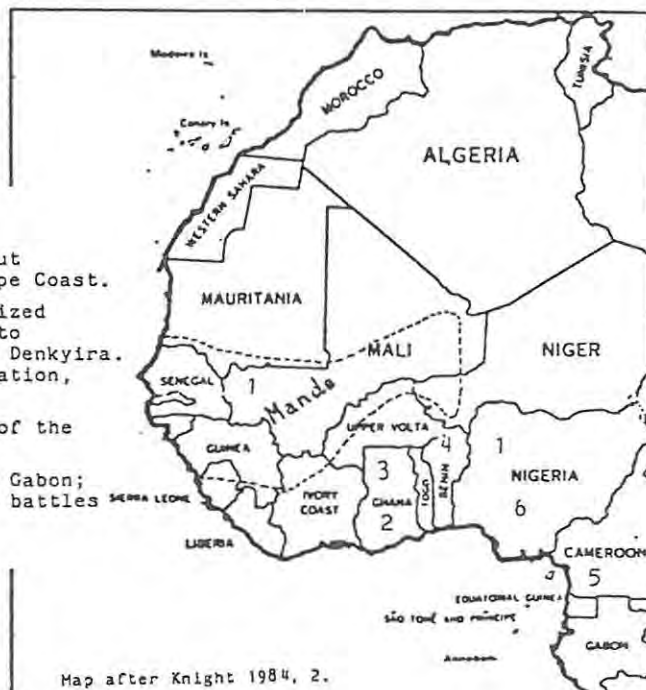 ut
pe Coast.
ized
to
Denkyira.
ation,
of the
Gabon;
battles
Madeira Is.
Canary Is.
MOROCCO
TUNISIA
ALGERIA
WESTERN SAHARA
MAURITANIA
MALI
NIGER
SENEGAL
1
Mande
UPPER VOLTA
4
1
GUINEA
3
NIGERIA
SIERRA LEONE
IVORY
COAST
GHANA
TOGO
BENIN
6
2
LIBERIA
CAMEROON
5
EQUATORIAL GUINEA
SÃO TOMÉ AND PRÍNCIPE
GABON
Annobon
Map after Knight 1984, 2.